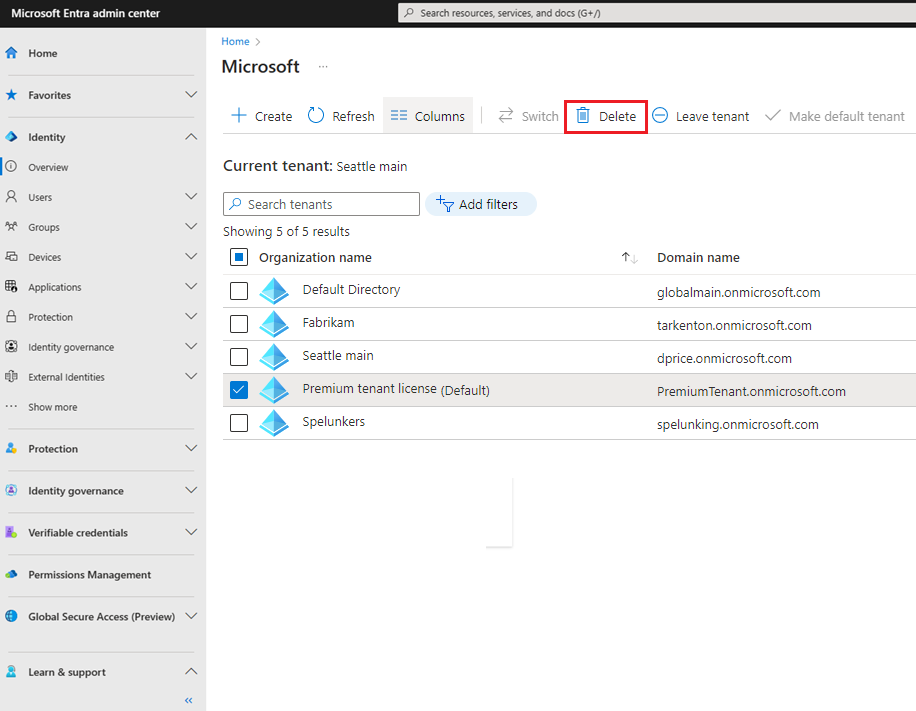 Microsoft Entra admin center
Search resources, services, and docs (G+/)
Home
Favorites
Identity
Overview
Users
Groups
Devices
Applications
Protection
Identity governance
External Identities
Show more
Protection
Identity governance
Verifiable credentials
Permissions Management
Global Secure Access (Preview)
Learn & support
«
Home >
Microsoft ...
Create Refresh Columns Switch Delete Leave tenant Make default tenant
Current tenant: Seattle main
Search tenants Add filters
Showing 5 of 5 results
Organization name Domain name
Default Directory globalmain.onmicrosoft.com
Fabrikam tarkenton.onmicrosoft.com
Seattle main dprice.onmicrosoft.com
Premium tenant license (Default) PremiumTenant.onmicrosoft.com
Spelunkers spelunking.onmicrosoft.com